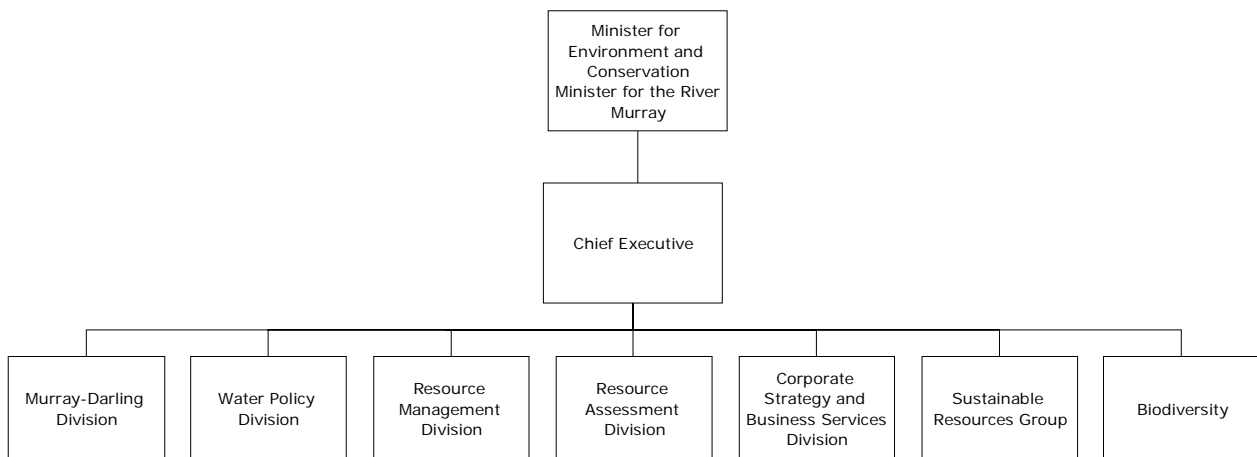 Minister for
Environment and
Conservation
Minister for the River
Murray
Chief Executive
Murray-Darling
Division
Water Policy
Division
Resource
Management
Division
Resource
Assessment
Division
Corporate
Strategy and
Business Services
Division
Sustainable
Resources Group
Biodiversity